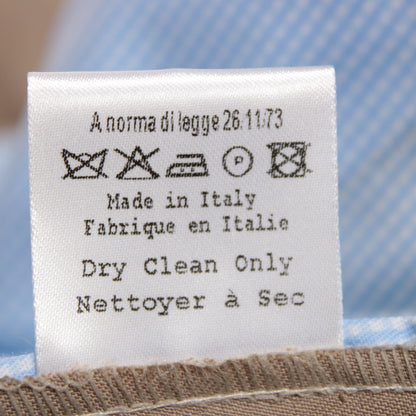 A norma di legge 26.11/73
P
Made in Italy
Fabrique en Italie
Dry Clean Only
Nettoyer à Sec